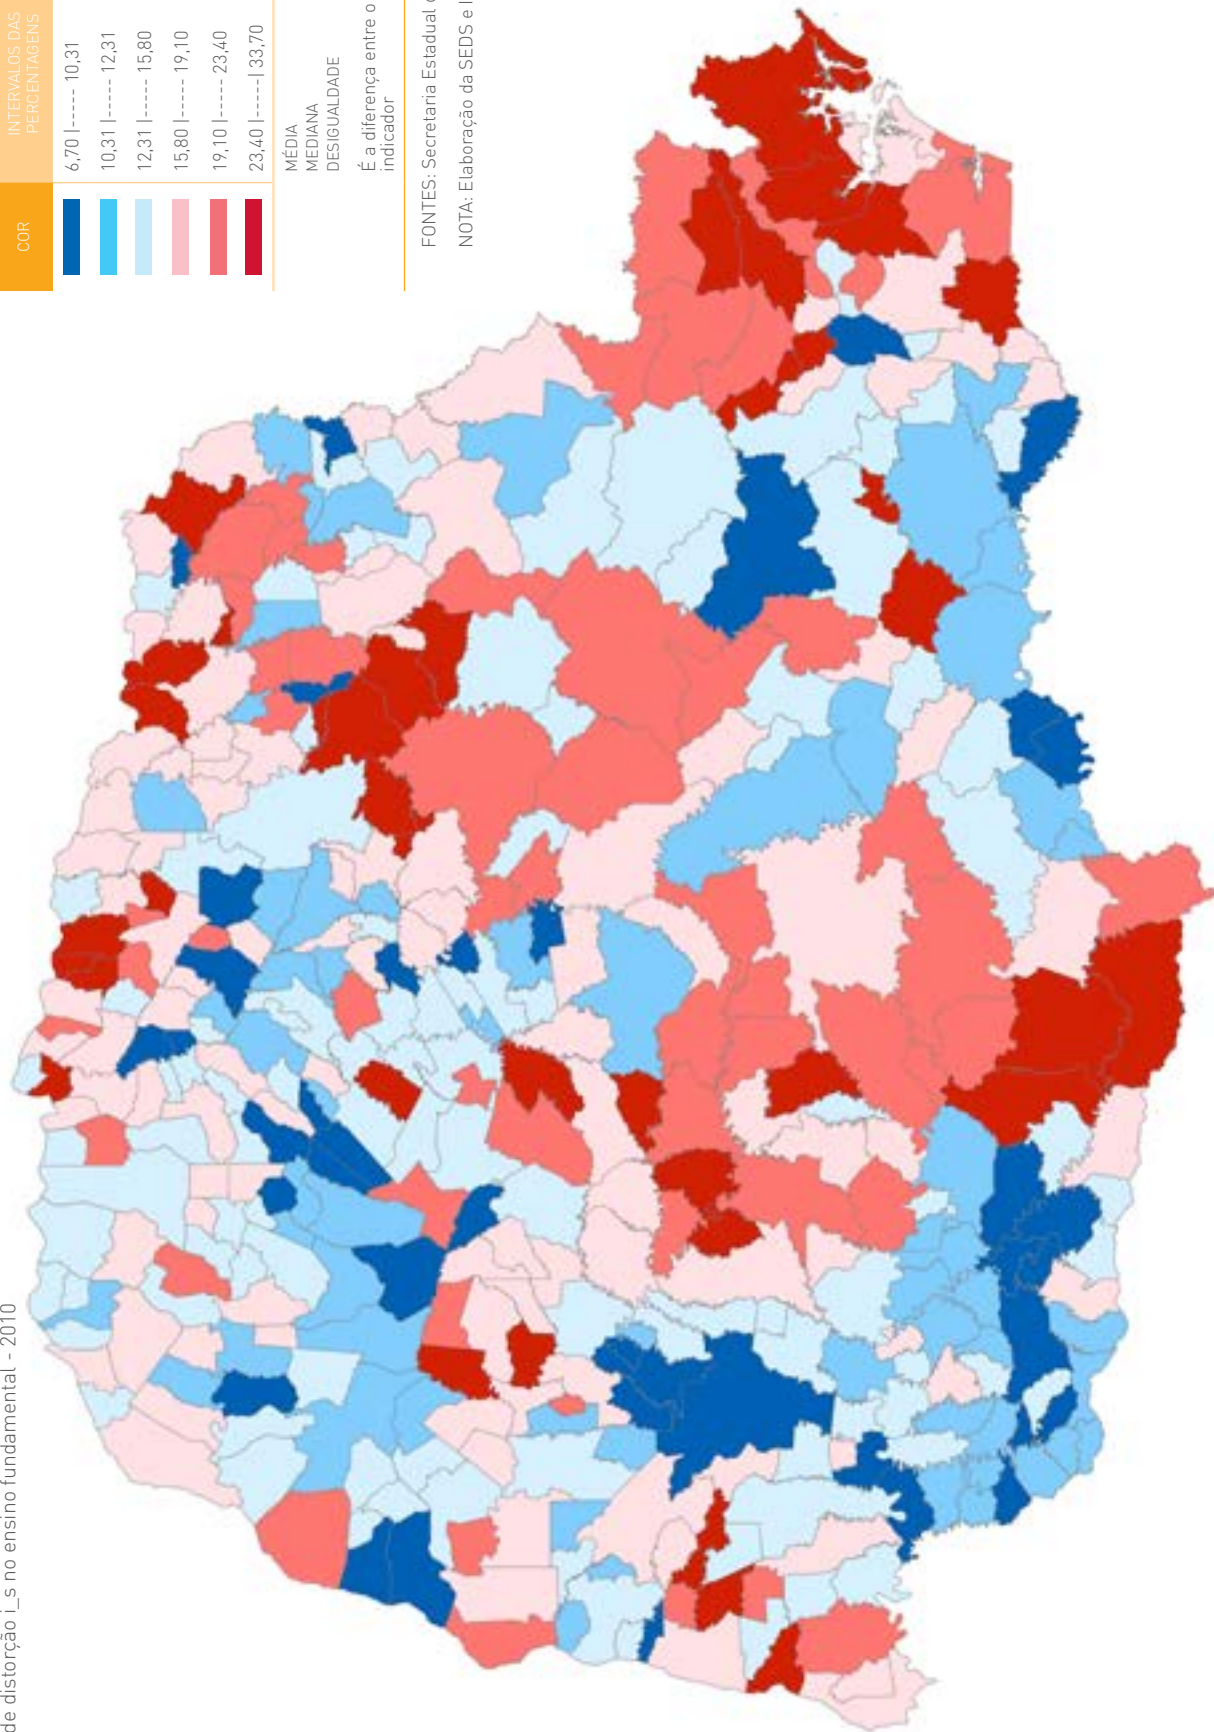 de distorção i_s no ensino fundamental - 2010
COR
INTERVALOS DAS
PERCENTAGENS
6,70 |----- 10,31
10,31 |----- 12,31
12,31 |----- 15,80
15,80 |----- 19,10
19,10 |----- 23,40
23,40 |-----| 33,70
MÉDIA
MEDIANA
DESIGUALDADE
É a diferença entre o
indicador
FONTES: Secretaria Estadual
NOTA: Elaboração da SEDS e